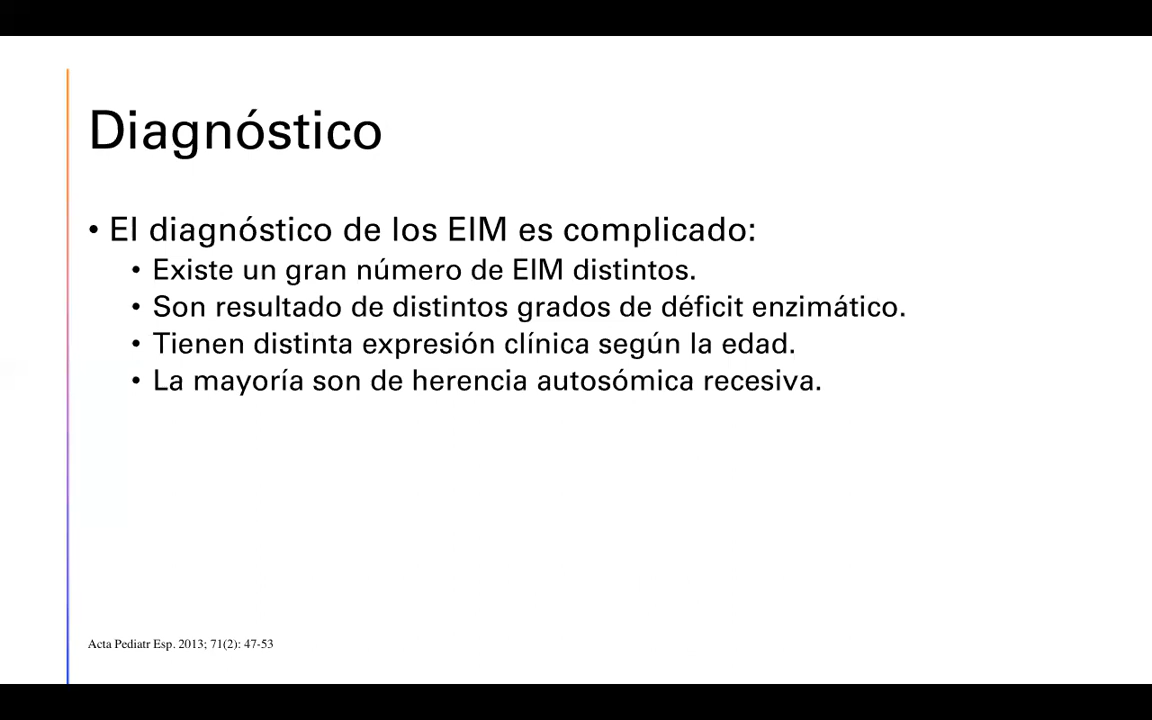 Diagnóstico
• El diagnóstico de los EIM es complicado:
• Existe un gran número de EIM distintos.
• Son resultado de distintos grados de déficit enzimático.
• Tienen distinta expresión clínica según la edad.
• La mayoría son de herencia autosómica recesiva.
Acta Pediatr Esp. 2013; 71(2): 47-53